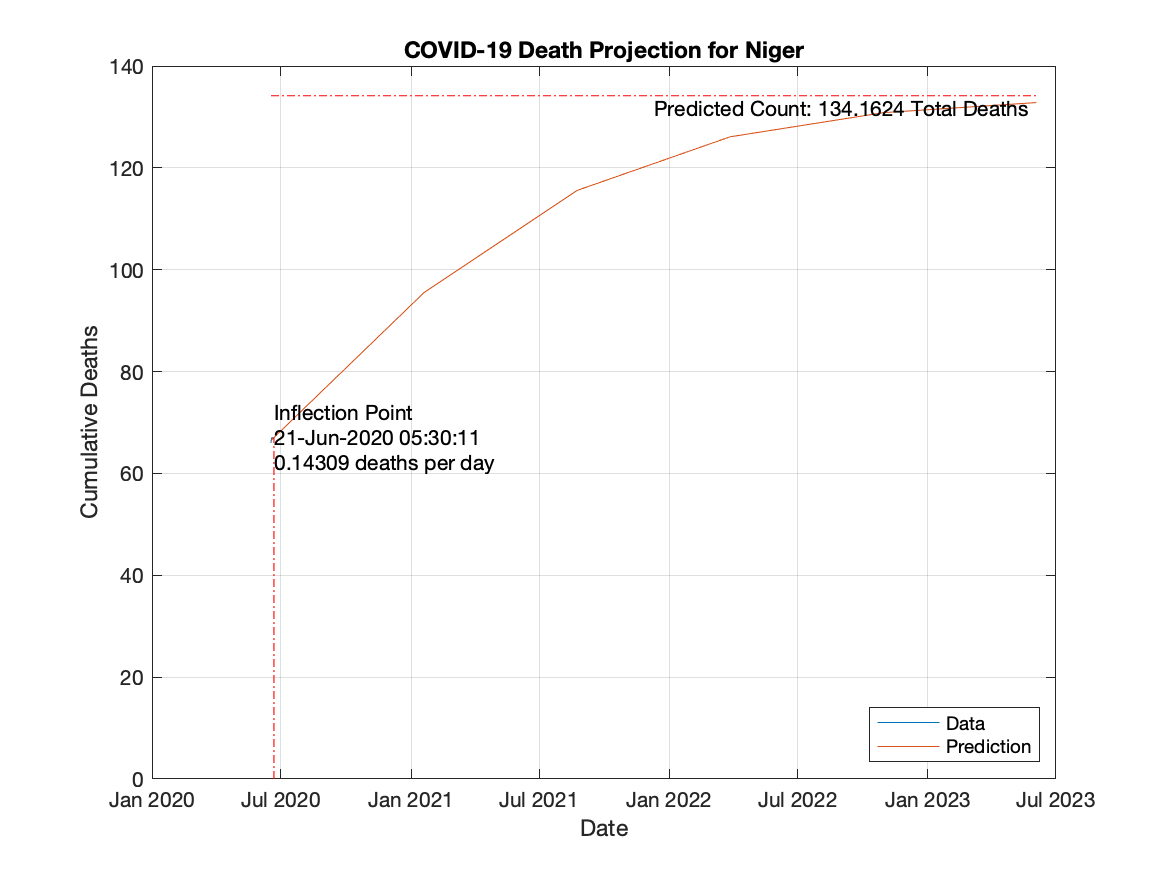 COVID-19 Death Projection for Niger
140
120
100
80
60
40
20
0
Cumulative Deaths
Predicted Count: 134.1624 Total Deaths
Inflection Point
21-Jun-2020 05:30:11
0.14309 deaths per day
Data
Prediction
Jan 2020 Jul 2020 Jan 2021 Jul 2021 Jan 2022 Jul 2022 Jan 2023 Jul 2023
Date